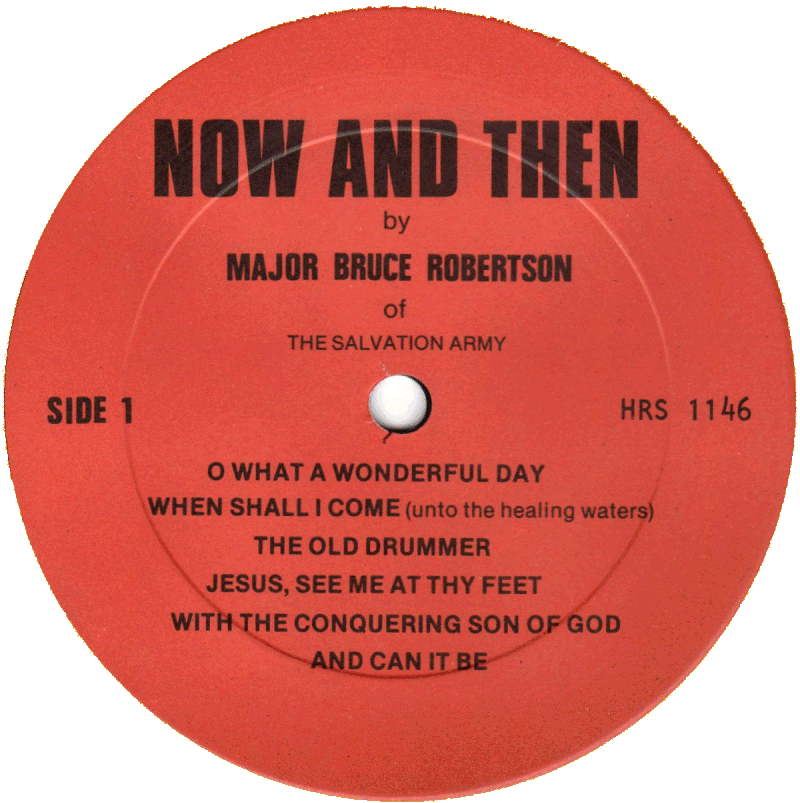 NOW AND THEN
by
MAJOR BRUCE ROBERTSON
of
THE SALVATION ARMY
SIDE 1
HRS 1146
O WHAT A WONDERFUL DAY
WHEN SHALL I COME (unto the healing waters)
THE OLD DRUMMER
JESUS, SEE ME AT THY FEET
WITH THE CONQUERING SON OF GOD
AND CAN IT BE